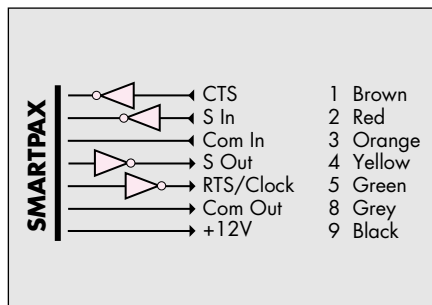 SMARTPAX
CTS 1 Brown
S In 2 Red
Com In 3 Orange
S Out 4 Yellow
RTS/Clock 5 Green
Com Out 8 Grey
+12V 9 Black